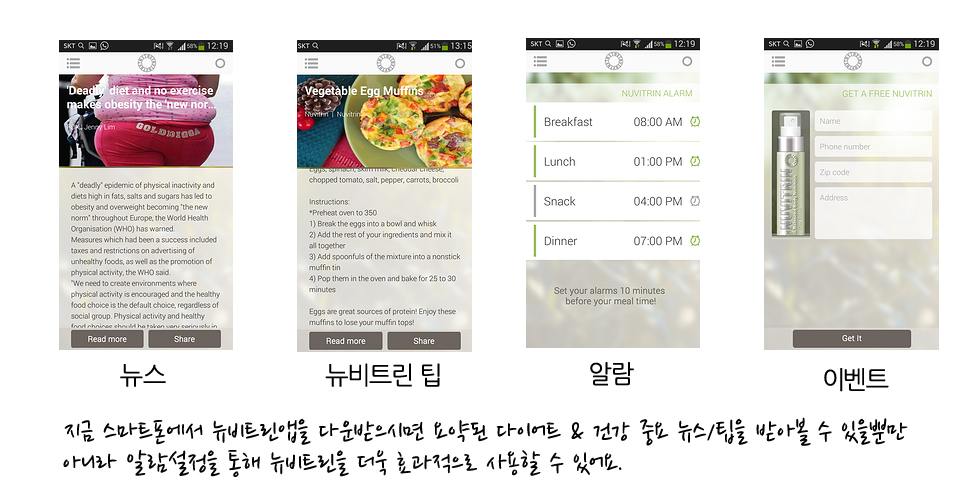 SKT 58% 12:19
'Deadly' diet and no exercise
makes obesity the 'new nor...
Jenny Lim
GOLDDIGGA
A "deadly" epidemic of physical inactivity and
diets high in fats, salts and sugars has led to
obesity and overweight becoming "the new
norm" throughout Europe, the World Health
Organisation (WHO) has warned.
Measures which had been a success included
taxes and restrictions on advertising of
unhealthy foods, as well as the promotion of
physical activity, the WHO said.
"We need to create environments where
physical activity is encouraged and the healthy
food choice is the default choice, regardless of
social group. Physical activity and healthy
food choices should be taken very seriously in
Read more Share
뉴스
SKT 51% 13:15
Vegetable Egg Muffins
Nuvitrin | Nuvitrin
Eggs, spinach, skim milk, cheddar cheese,
chopped tomato, salt, pepper, carrots, broccoli
Instructions:
*Preheat oven to 350
1) Break the eggs into a bowl and whisk
2) Add the rest of your ingredients and mix it
all together
3) Add spoonfuls of the mixture into a nonstick
muffin tin
4) Pop them in the oven and bake for 25 to 30
minutes
Eggs are great sources of protein! Enjoy these
muffins to lose your muffin tops!
Read more Share
뉴비트린 팁
SKT 58% 12:19
NUVITRIN ALARM
Breakfast 08:00 AM
Lunch 01:00 PM
Snack 04:00 PM
Dinner 07:00 PM
Set your alarms 10 minutes
before your meal time!
알람
SKT 58% 12:19
GET A FREE NUVITRIN
Name
Phone number
Zip code
Address
Get It
이벤트
지금 스마트폰에서 뉴비트린앱을 다운받으시면 요약된 다이어트 & 건강 중요 뉴스/팁을 받아볼 수 있을뿐만
아니라 알람설정을 통해 뉴비트린을 더욱 효과적으로 사용할 수 있어요.